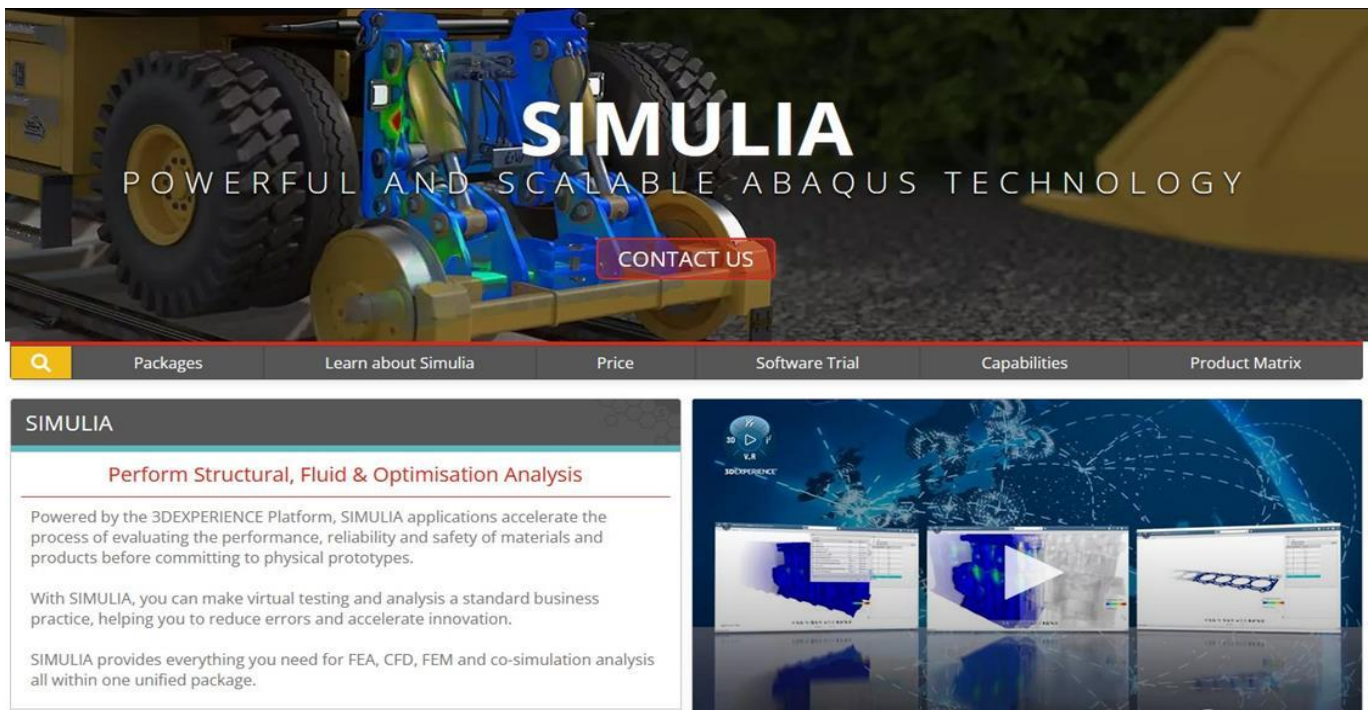 SIMULIA
POWERFUL AND SCALABLE ABAQUS TECHNOLOGY
CONTACT US
Packages
Learn about Simulia
Price
Software Trial
Capabilities
Product Matrix
SIMULIA
Perform Structural, Fluid & Optimisation Analysis
Powered by the 3DEXPERIENCE Platform, SIMULIA applications accelerate the
process of evaluating the performance, reliability and safety of materials and
products before committing to physical prototypes.
With SIMULIA, you can make virtual testing and analysis a standard business
practice, helping you to reduce errors and accelerate innovation.
SIMULIA provides everything you need for FEA, CFD, FEM and co-simulation analysis
all within one unified package.
3D
V.R
3DEXPERIENCE